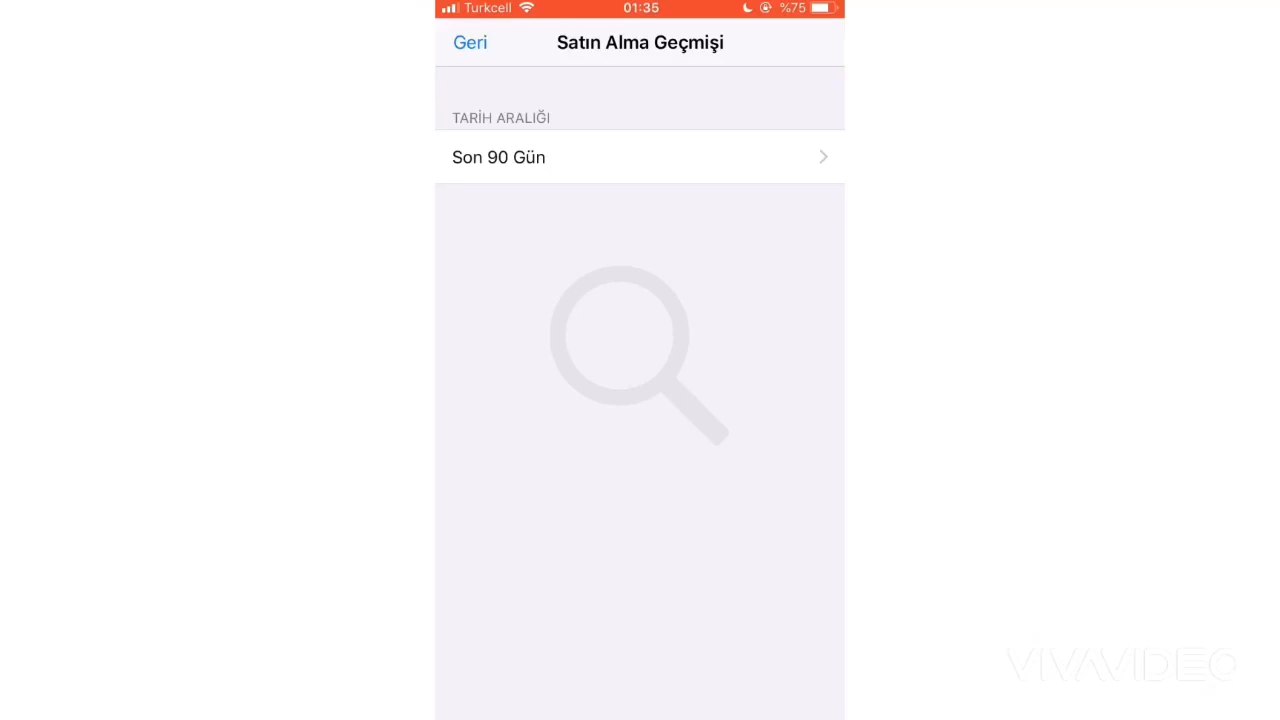 Turkcell 01:35 %75
Geri Satın Alma Geçmişi
TARİH ARALIĞI
Son 90 Gün
VIVAVIDEO